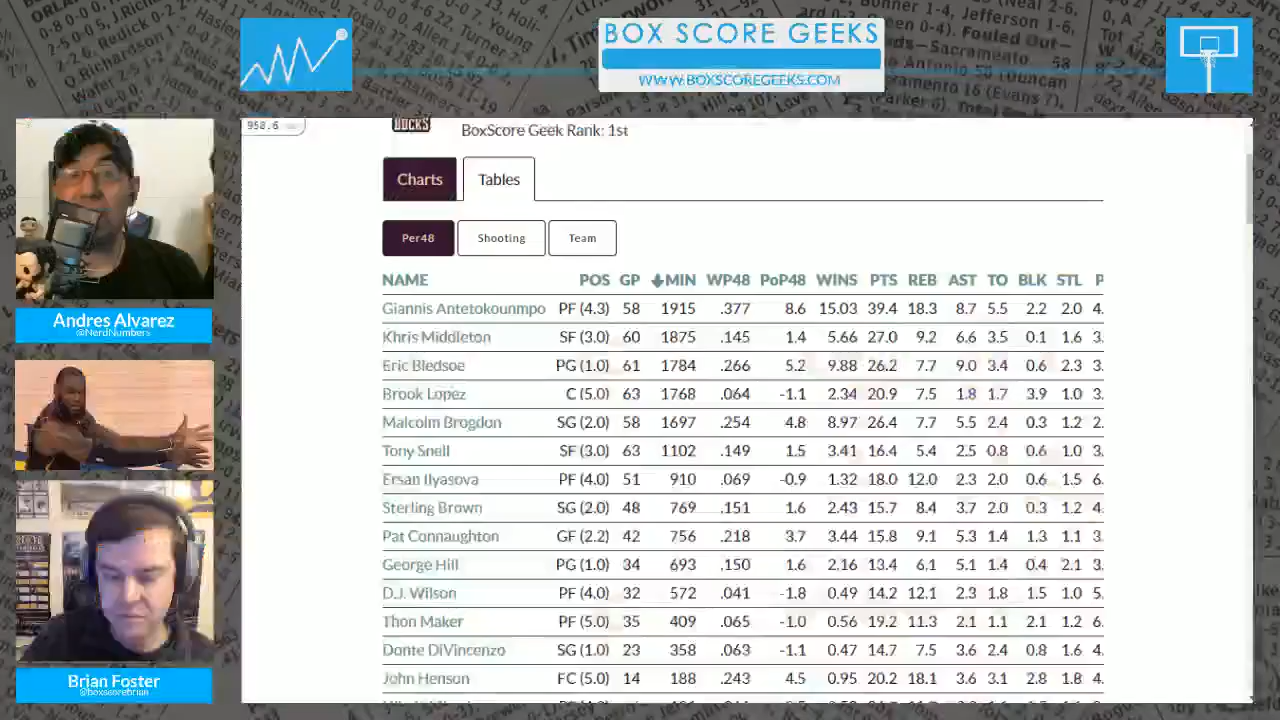 BOX SCORE GEEKS
WWW.BOXSCOREGEEKS.COM
958.6
BUCKS
BoxScore Geek Rank: 1st
Charts Tables
Per48 Shooting Team
NAME POS GP MIN WP48 PoP48 WINS PTS REB AST TO BLK STL P
Giannis Antetokounmpo PF (4.3) 58 1915 .377 8.6 15.03 39.4 18.3 8.7 5.5 2.2 2.0 4.
Khris Middleton SF (3.0) 60 1875 .145 1.4 5.66 27.0 9.2 6.6 3.5 0.1 1.6 3.
Eric Bledsoe PG (1.0) 61 1784 .266 5.2 9.88 26.2 7.7 9.0 3.4 0.6 2.3 3.
Brook Lopez C (5.0) 63 1768 .064 -1.1 2.34 20.9 7.5 1.8 1.7 3.9 1.0 3.
Malcolm Brogdon SG (2.0) 58 1697 .254 4.8 8.97 26.4 7.7 5.5 2.4 0.3 1.2 2.
Tony Snell SF (3.0) 63 1102 .149 1.5 3.41 16.4 5.4 2.5 0.8 0.6 1.0 3.
Ersan Ilyasova PF (4.0) 51 910 .069 -0.9 1.32 18.0 12.0 2.3 2.0 0.6 1.5 6.
Sterling Brown SG (2.0) 48 769 .151 1.6 2.43 15.7 8.4 3.7 2.0 0.3 1.2 4.
Pat Connaughton GF (2.2) 42 756 .218 3.7 3.44 15.8 9.1 5.3 1.4 1.3 1.1 3.
George Hill PG (1.0) 34 693 .150 1.6 2.16 13.4 6.1 5.1 1.4 0.4 2.1 3.
D.J. Wilson PF (4.0) 32 572 .041 -1.8 0.49 14.2 12.1 2.3 1.8 1.5 1.0 5.
Thon Maker PF (5.0) 35 409 .065 -1.0 0.56 19.2 11.3 2.1 1.1 2.1 1.2 6.
Donte DiVincenzo SG (1.0) 23 358 .063 -1.1 0.47 14.7 7.5 3.6 2.4 0.8 1.6 4.
John Henson FC (5.0) 14 188 .243 4.5 0.95 20.2 18.1 3.6 3.1 2.8 1.8 4.
Andres Alvarez
@NerdNumbers
Brian Foster
@boxscorebrian